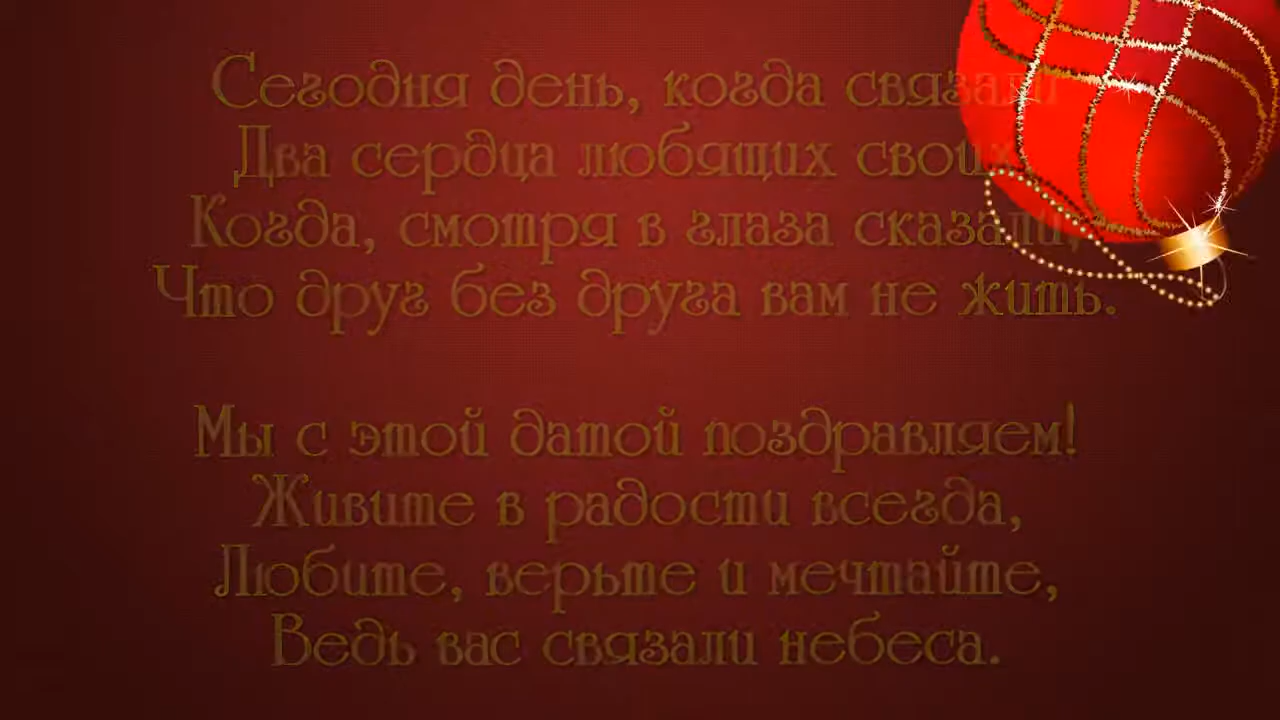 Сегодня день, когда связали
Два сердца любящих своих
Когда, смотря в глаза сказали,
Что друг без друга вам не жить.
Мы с этой датой поздравляем!
Живите в радости всегда,
Любите, верьте и мечтайте,
Ведь вас связали небеса.